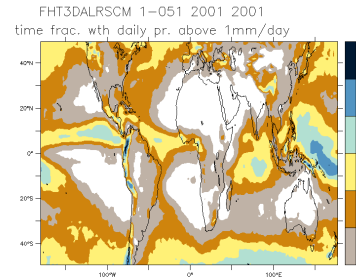 FHT3DALRSCM 1-051 2001 2001
time frac. wth daily pr. above 1mm/day
40°N
20°N
0°
20°S
40°S
100°W 0° 100°E